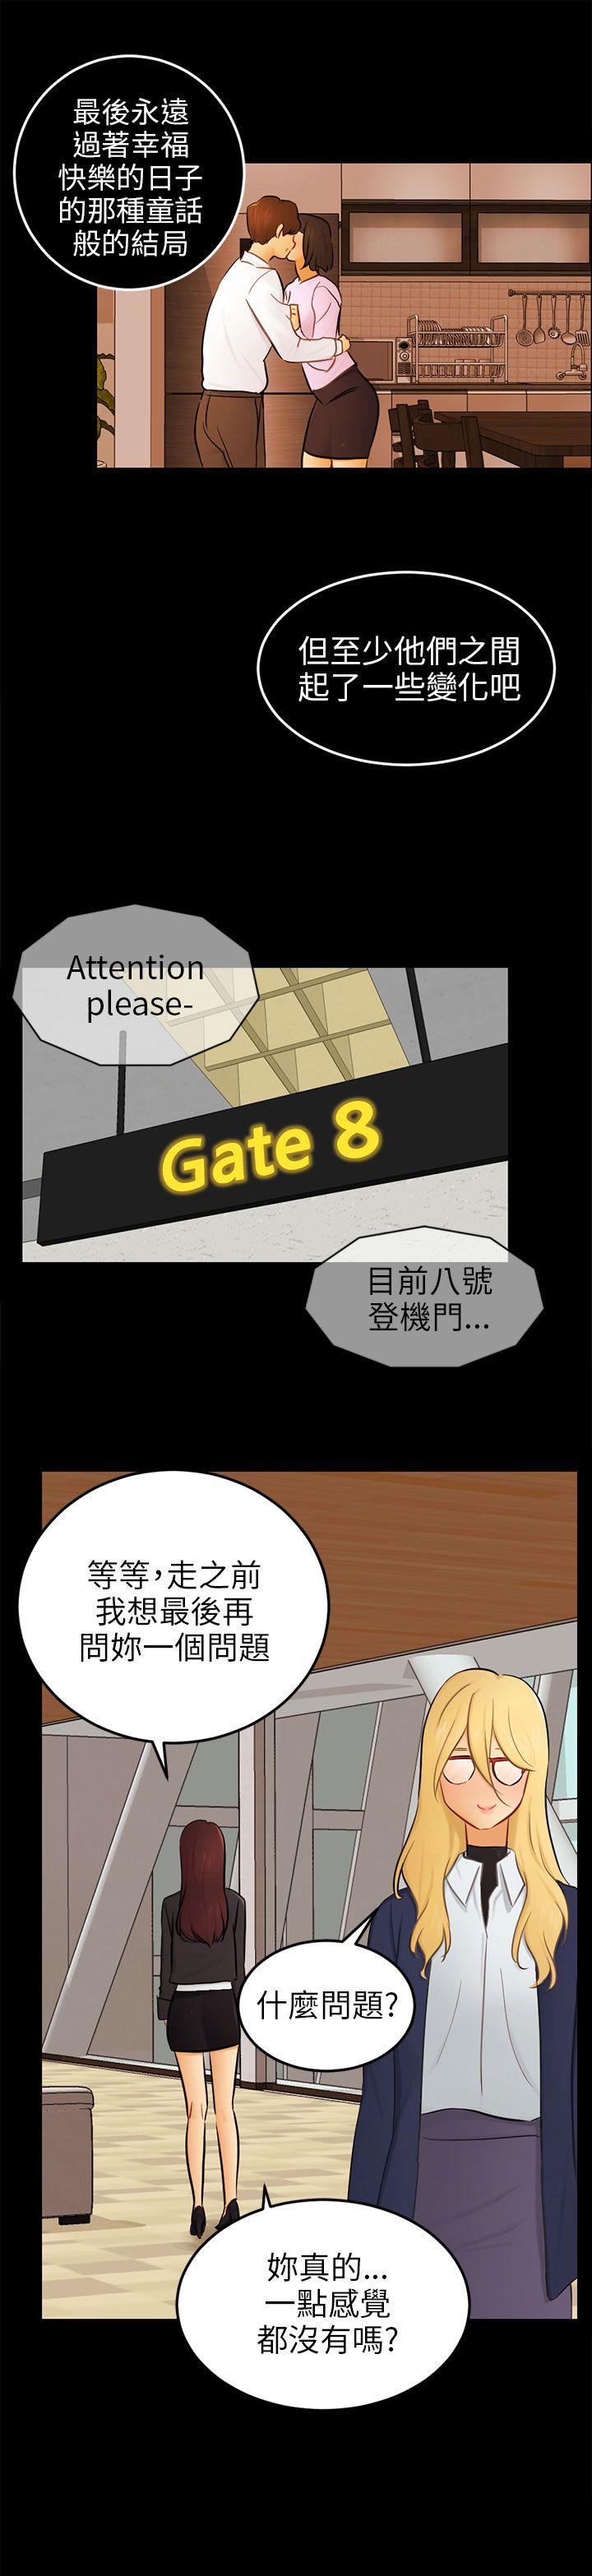 最後永遠
過著幸福
快樂的日子
的那種童話
般的結局
但至少他們之間
起了一些變化吧
Attention
please-
Gate 8
目前八號
登機門...
等等，走之前
我想最後再
問妳一個問題
什麼問題?
妳真的...
一點感覺
都沒有嗎?